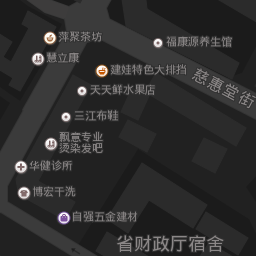 萍聚茶坊
福康源养生馆
慧立康
建娃特色大排挡
慈惠堂街
天天鲜水果店
三江布鞋
飘宣专业
烫染发吧
华健诊所
博宏干洗
自强五金建材
省财政厅宿舍